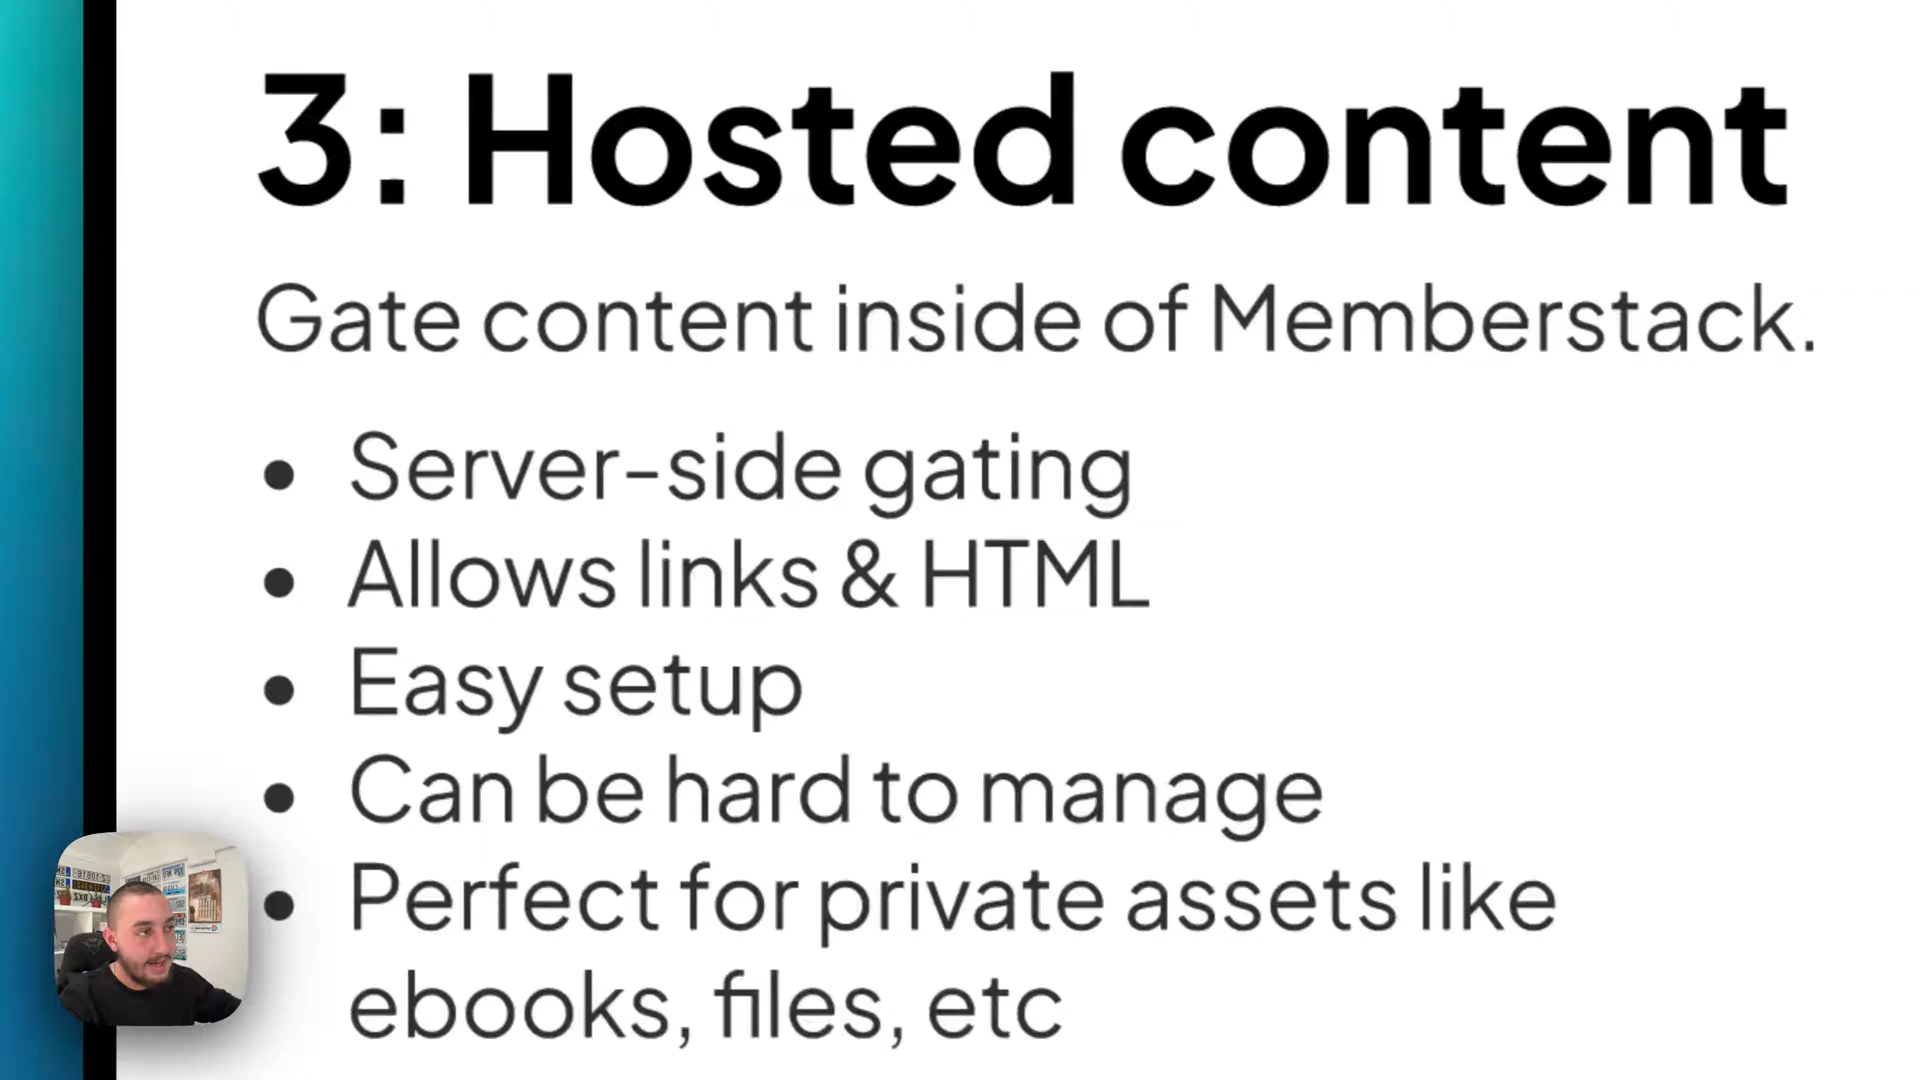 3: Hosted content
Gate content inside of Memberstack.
• Server-side gating
• Allows links & HTML
• Easy setup
• Can be hard to manage
• Perfect for private assets like
ebooks, files, etc